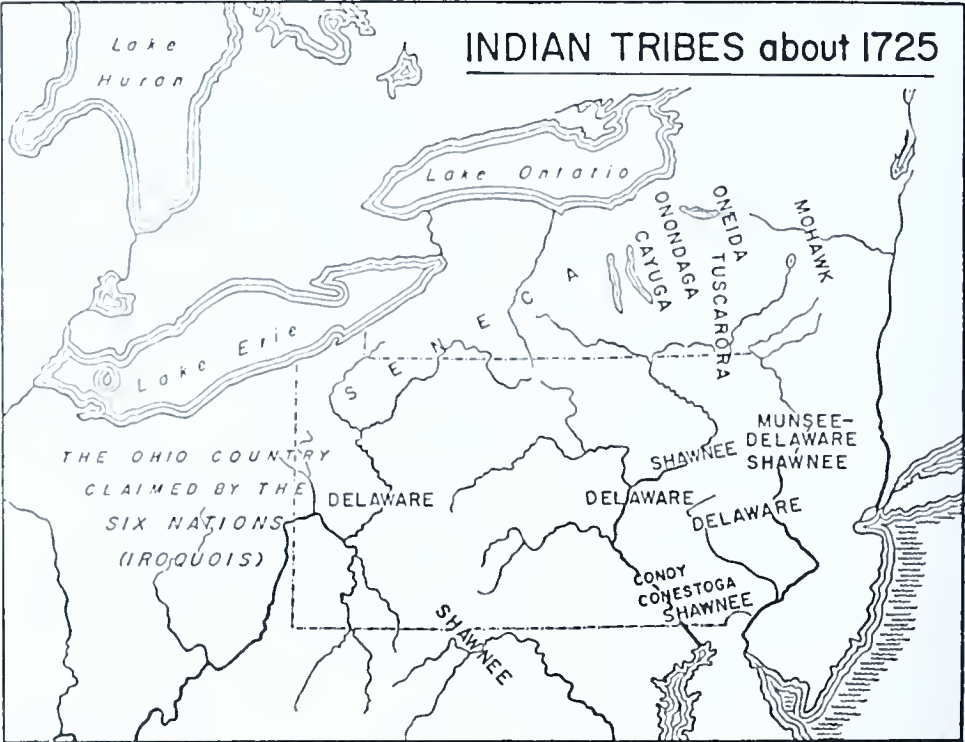 INDIAN TRIBES about 1725
Lake
Huron
Lake Ontario
ONEIDA
ONONDAGA
CAYUGA
TUSCARORA
MOHAWK
SENECA
Lake Erie
THE OHIO COUNTRY
CLAIMED BY THE
SIX NATIONS
(IROQUOIS)
DELAWARE
SHAWNEE
MUNSEE-
DELAWARE
SHAWNEE
DELAWARE
DELAWARE
CONOY
CONESTOGA
SHAWNEE
SHAWNEE